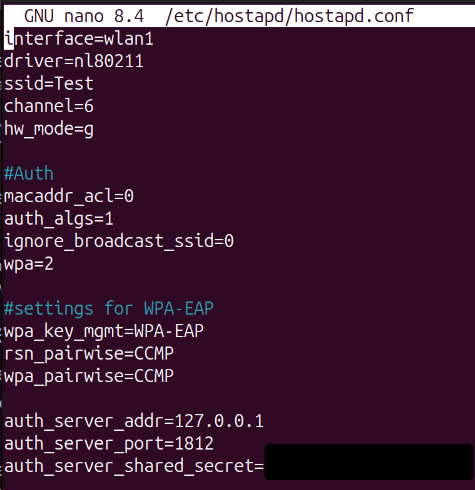 GNU nano 8.4 /etc/hostapd/hostapd.conf
interface=wlan1
driver=nl80211
ssid=Test
channel=6
hw_mode=g
#Auth
macaddr_acl=0
auth_algs=1
ignore_broadcast_ssid=0
wpa=2
#settings for WPA-EAP
wpa_key_mgmt=WPA-EAP
rsn_pairwise=CCMP
wpa_pairwise=CCMP
auth_server_addr=127.0.0.1
auth_server_port=1812
auth_server_shared_secret=